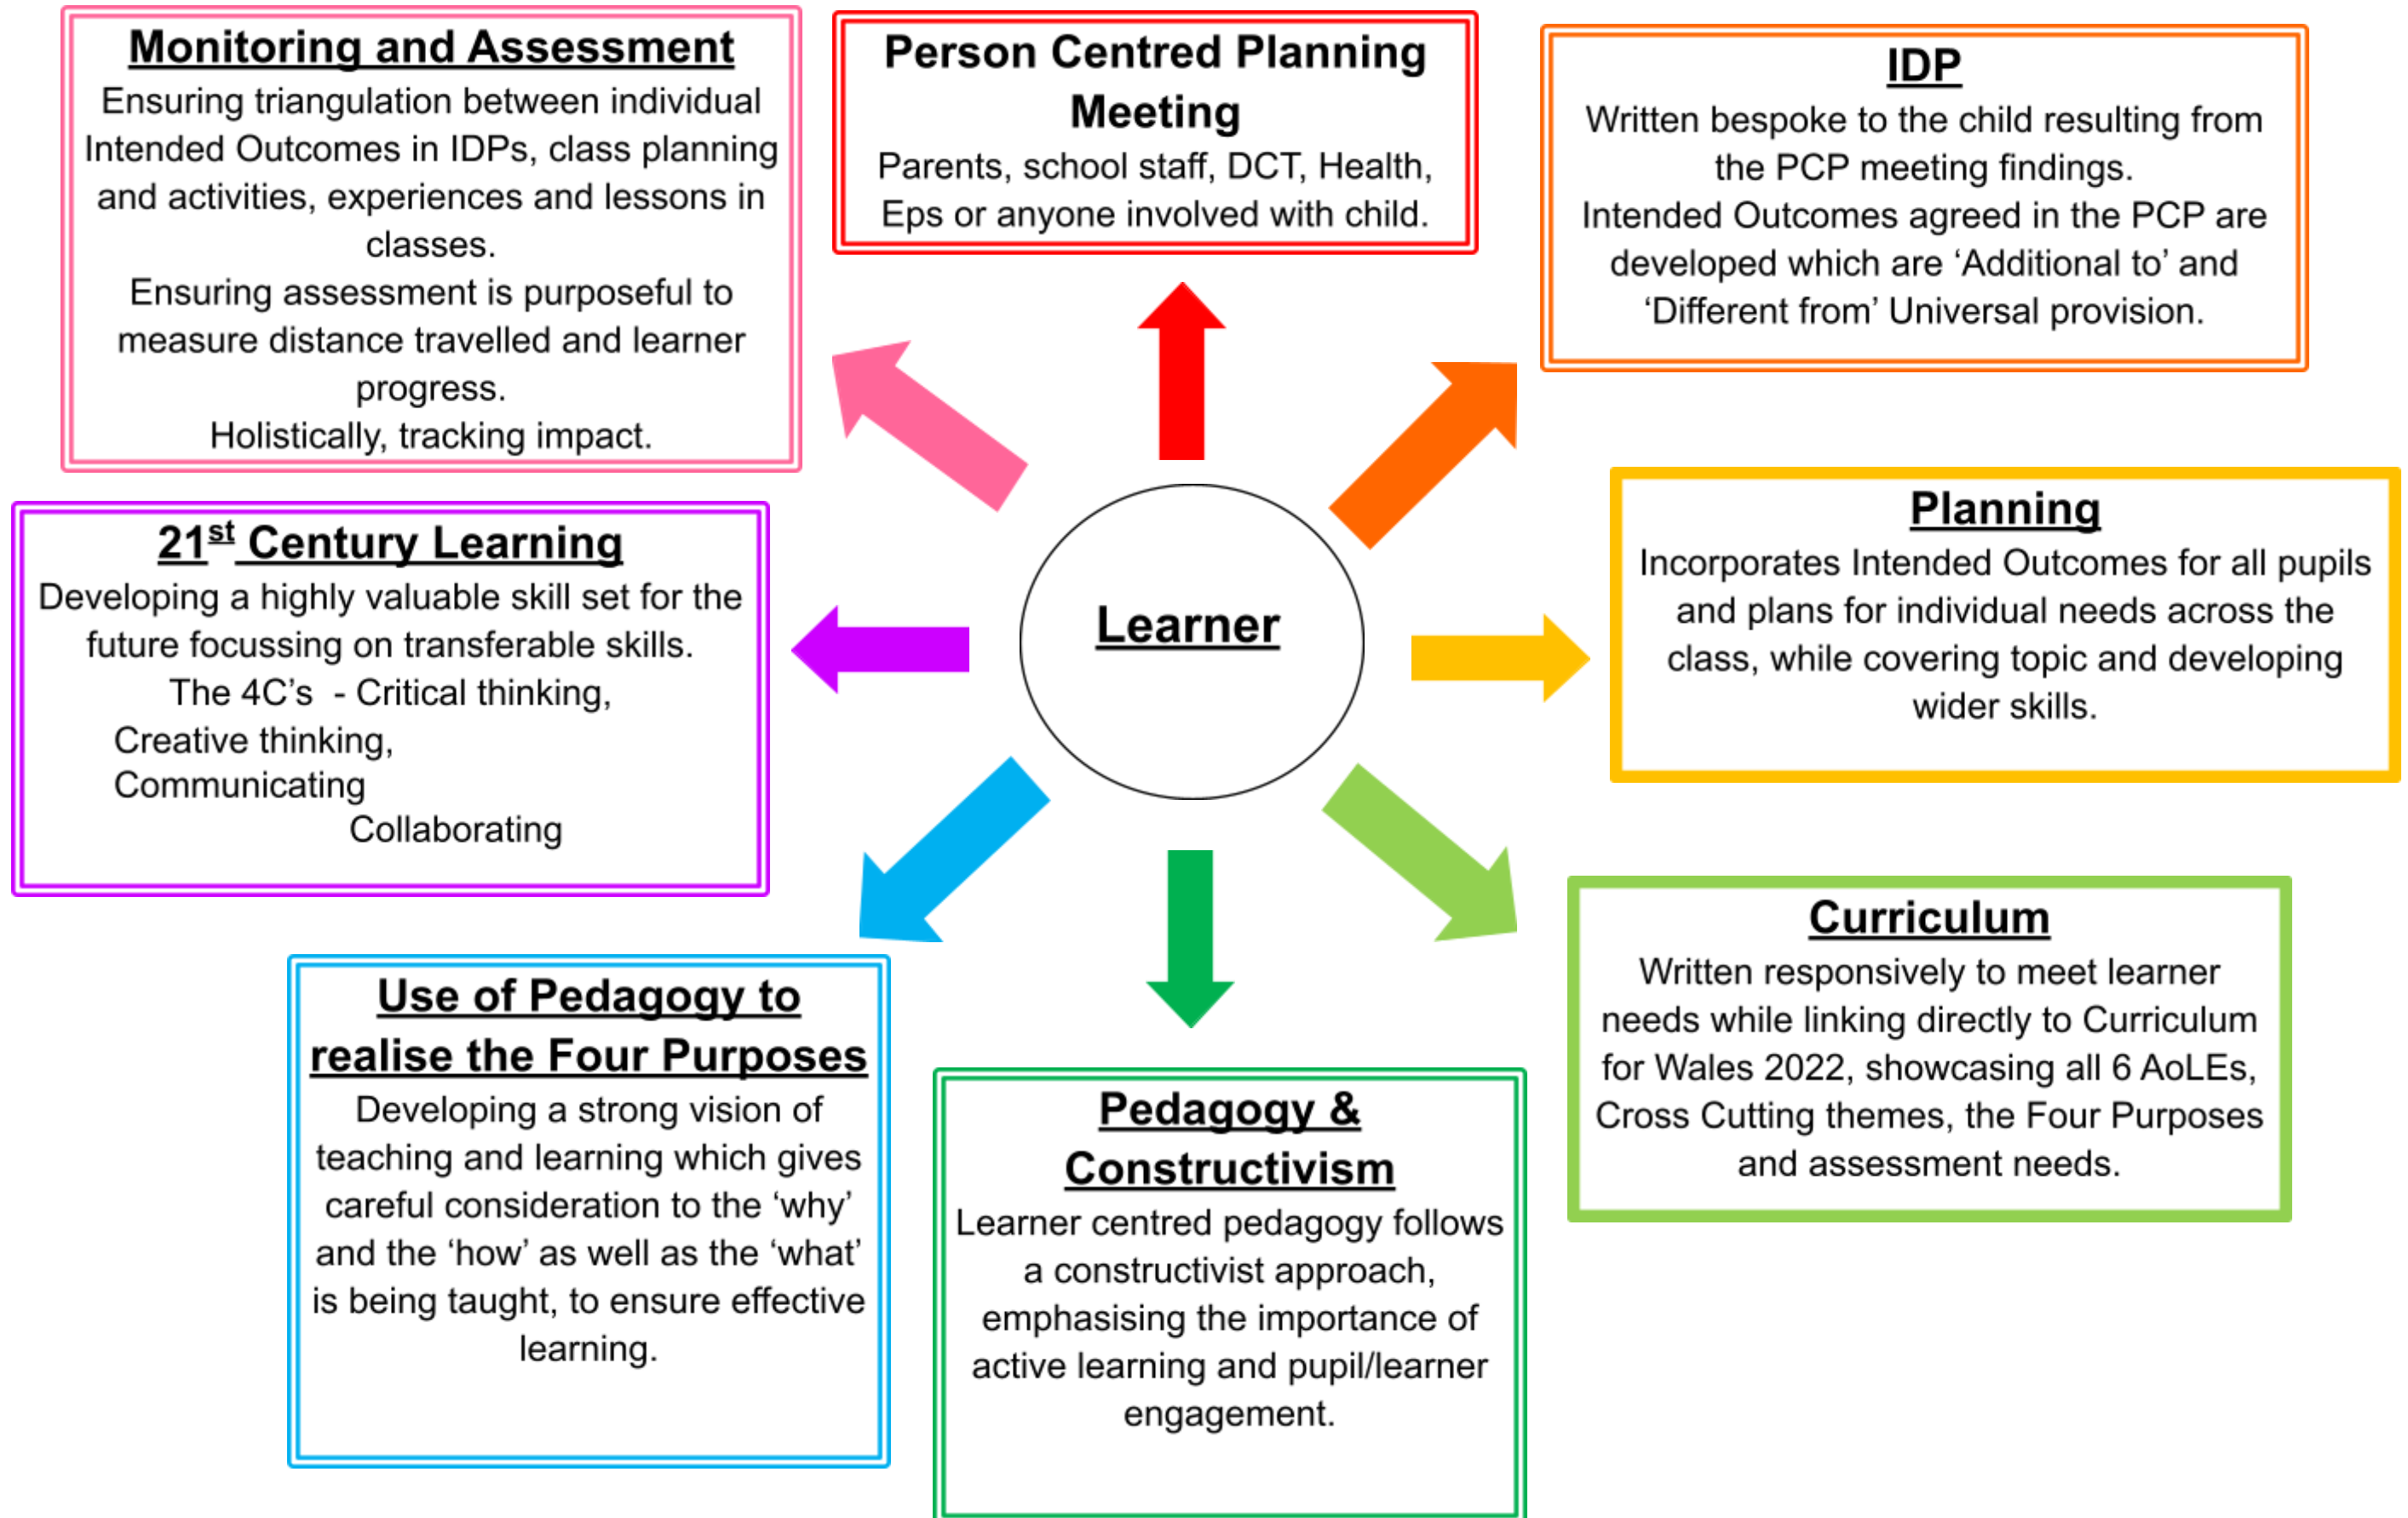 Monitoring and Assessment
Ensuring triangulation between individual
Intended Outcomes in IDPs, class planning
and activities, experiences and lessons in
classes.
Ensuring assessment is purposeful to
measure distance travelled and learner
progress.
Holistically, tracking impact.
Person Centred Planning
Meeting
Parents, school staff, DCT, Health,
Eps or anyone involved with child.
IDP
Written bespoke to the child resulting from
the PCP meeting findings.
Intended Outcomes agreed in the PCP are
developed which are ‘Additional to’ and
‘Different from’ Universal provision.
21st Century Learning
Developing a highly valuable skill set for the
future focussing on transferable skills.
The 4C’s - Critical thinking,
Creative thinking,
Communicating
Collaborating
Learner
Planning
Incorporates Intended Outcomes for all pupils
and plans for individual needs across the
class, while covering topic and developing
wider skills.
Use of Pedagogy to
realise the Four Purposes
Developing a strong vision of
teaching and learning which gives
careful consideration to the ‘why’
and the ‘how’ as well as the ‘what’
is being taught, to ensure effective
learning.
Pedagogy &
Constructivism
Learner centred pedagogy follows
a constructivist approach,
emphasising the importance of
active learning and pupil/learner
engagement.
Curriculum
Written responsively to meet learner
needs while linking directly to Curriculum
for Wales 2022, showcasing all 6 AoLEs,
Cross Cutting themes, the Four Purposes
and assessment needs.